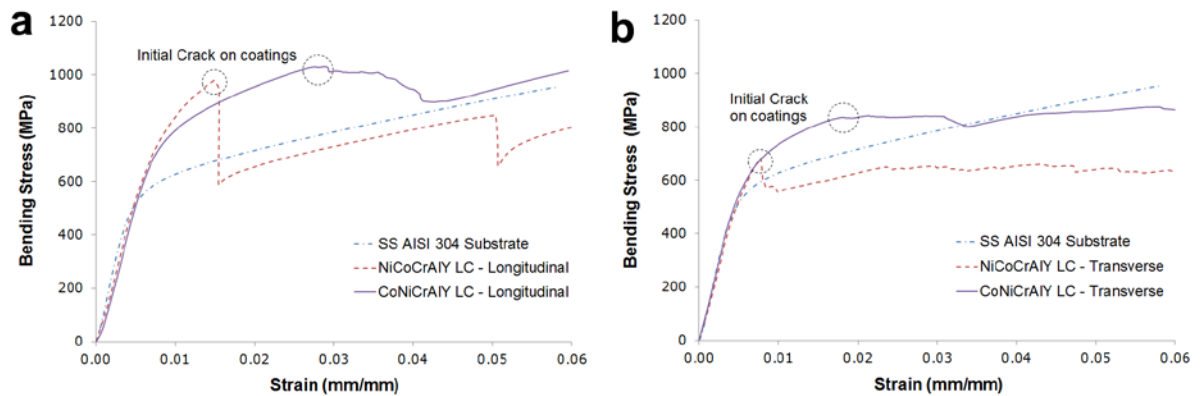 a
1200
1000
800
600
400
200
0
Bending Stress (MPa)
Initial Crack on coatings
SS AISI 304 Substrate
NiCoCrAlY LC - Longitudinal
CoNiCrAlY LC - Longitudinal
0.00 0.01 0.02 0.03 0.04 0.05 0.06
Strain (mm/mm)
b
1200
1000
800
600
400
200
0
Bending Stress (MPa)
Initial Crack
on coatings
SS AISI 304 Substrate
NiCoCrAlY LC - Transverse
CoNiCrAlY LC - Transverse
0.00 0.01 0.02 0.03 0.04 0.05 0.06
Strain (mm/mm)